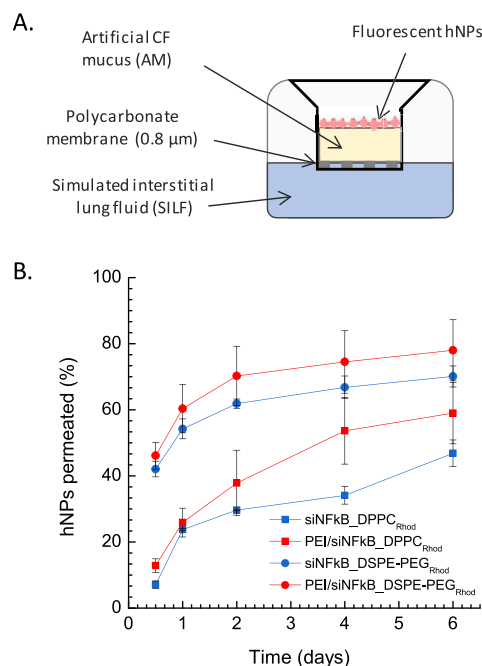 A.
Artificial CF
mucus (AM)
Fluorescent hNPs
Polycarbonate
membrane (0.8 µm)
Simulated interstitial
lung fluid (SILF)
B.
hNPs permeated (%)
100
80
60
40
20
0
siNFkB_DPPCRhod
PEI/siNFkB_DPPCRhod
siNFkB_DSPE-PEGRhod
PEI/siNFkB_DSPE-PEGRhod
0 1 2 3 4 5 6
Time (days)